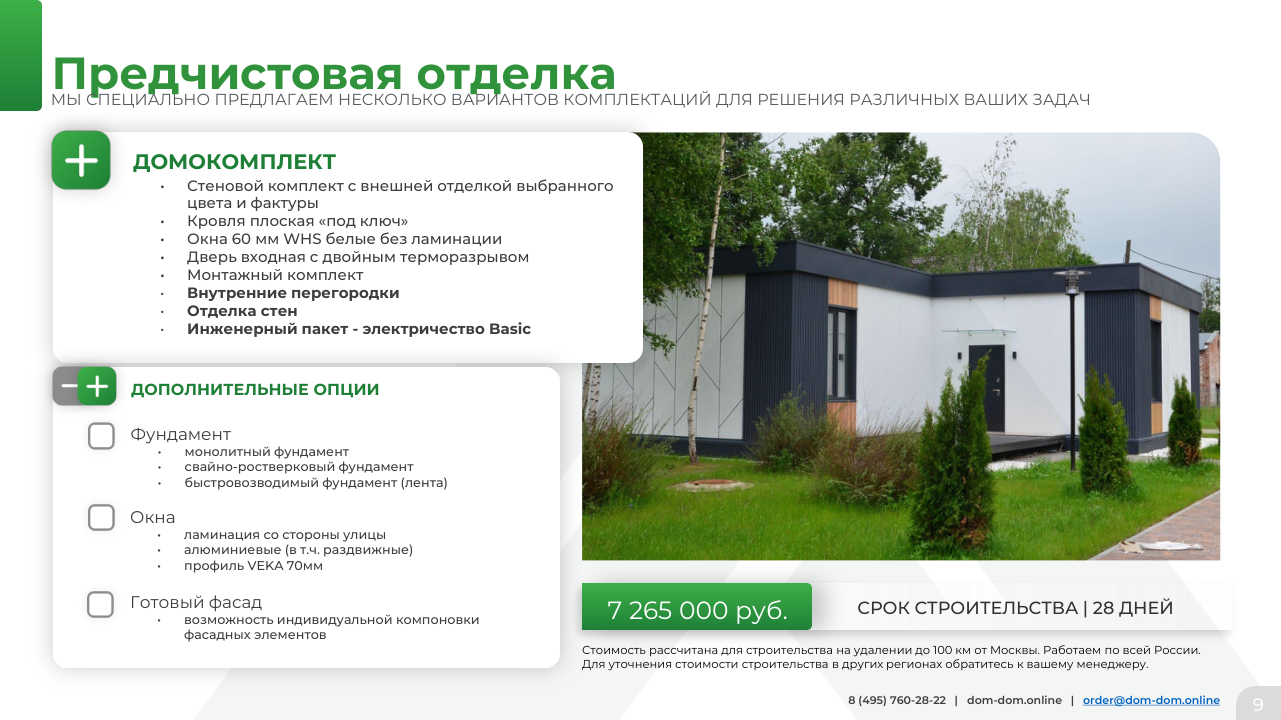 Предчистовая отделка
МЫ СПЕЦИАЛЬНО ПРЕДЛАГАЕМ НЕСКОЛЬКО ВАРИАНТОВ КОМПЛЕКТАЦИЙ ДЛЯ РЕШЕНИЯ РАЗЛИЧНЫХ ВАШИХ ЗАДАЧ
ДОМОКОМПЛЕКТ
• Стеновой комплект с внешней отделкой выбранного
цвета и фактуры
• Кровля плоская «под ключ»
• Окна 60 мм WHS белые без ламинации
• Дверь входная с двойным терморазрывом
• Монтажный комплект
• Внутренние перегородки
• Отделка стен
• Инженерный пакет - электричество Basic
ДОПОЛНИТЕЛЬНЫЕ ОПЦИИ
Фундамент
• монолитный фундамент
• свайно-ростверковый фундамент
• быстровозводимый фундамент (лента)
Окна
• ламинация со стороны улицы
• алюминиевые (в т.ч. раздвижные)
• профиль VEKA 70мм
Готовый фасад
• возможность индивидуальной компоновки
фасадных элементов
7 265 000 руб.
СРОК СТРОИТЕЛЬСТВА | 28 ДНЕЙ
Стоимость рассчитана для строительства на удалении до 100 км от Москвы. Работаем по всей России.
Для уточнения стоимости строительства в других регионах обратитесь к вашему менеджеру.
8 (495) 760-28-22 | dom-dom.online | order@dom-dom.online
9